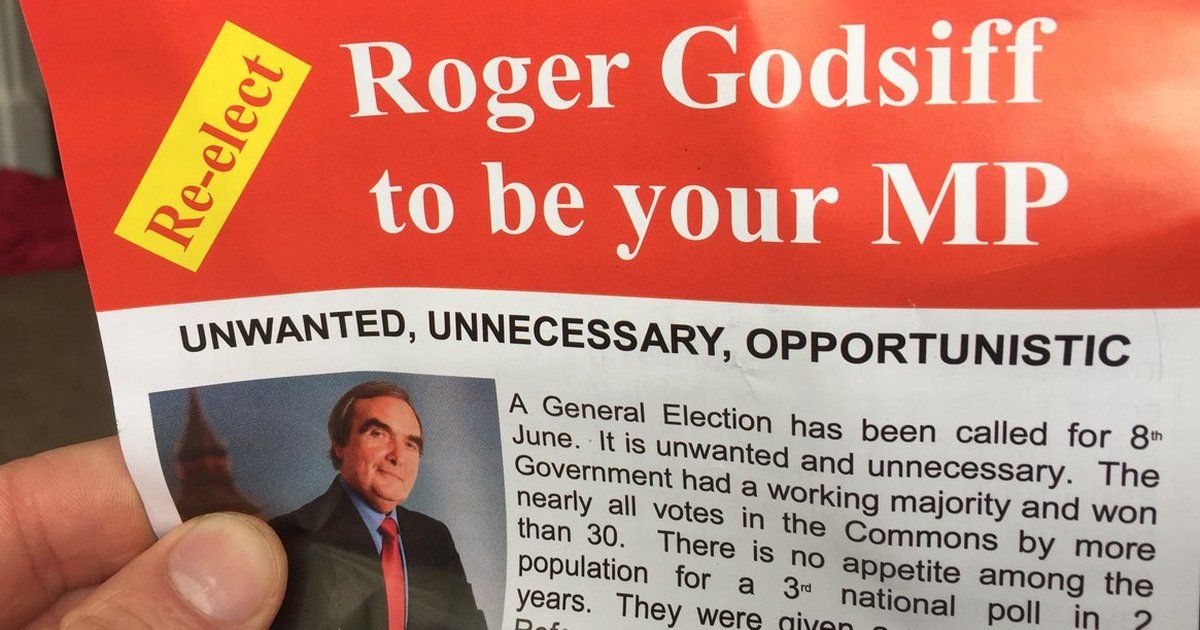 Re-elect
Roger Godsiff
to be your MP
UNWANTED, UNNECESSARY, OPPORTUNISTIC
A General Election has been called for 8th
June. It is unwanted and unnecessary. The
Government had a working majority and won
nearly all votes in the Commons by more
than 30. There is no appetite among the
population for a 3rd national poll in 2
years. They were given